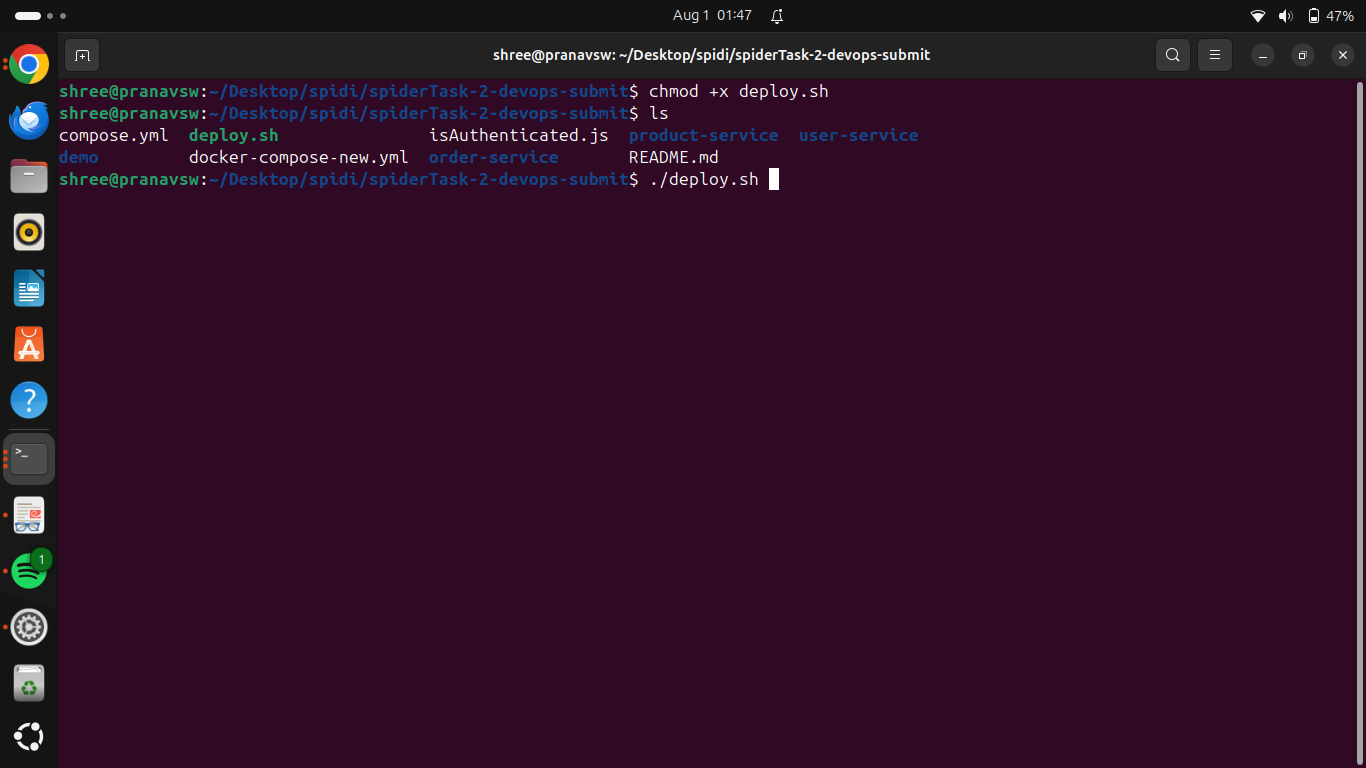 Aug 1 01:47
47%
shree@pranavsw: ~/Desktop/spidi/spiderTask-2-devops-submit
shree@pranavsw:~/Desktop/spidi/spiderTask-2-devops-submit$ chmod +x deploy.sh
shree@pranavsw:~/Desktop/spidi/spiderTask-2-devops-submit$ ls
compose.yml deploy.sh isAuthenticated.js product-service user-service
demo docker-compose-new.yml order-service README.md
shree@pranavsw:~/Desktop/spidi/spiderTask-2-devops-submit$ ./deploy.sh
>_
1